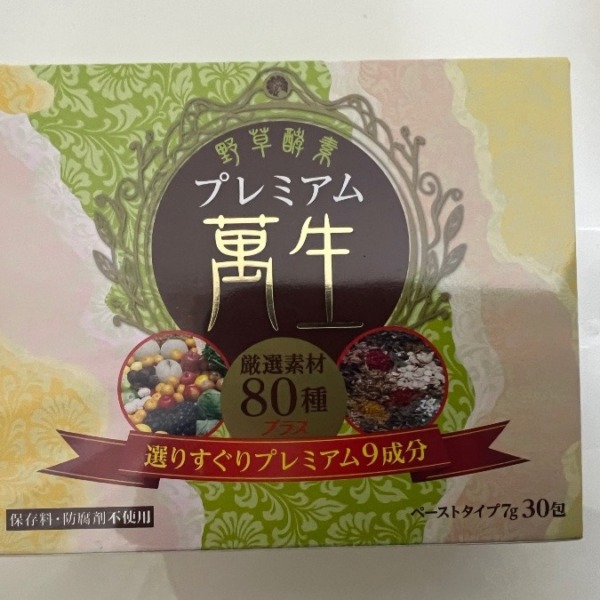 野草酵素
プレミアム
萬生
厳選素材
80種
プラス
選りすぐりプレミアム9成分
保存料・防腐剤不使用
ペーストタイプ7g 30包